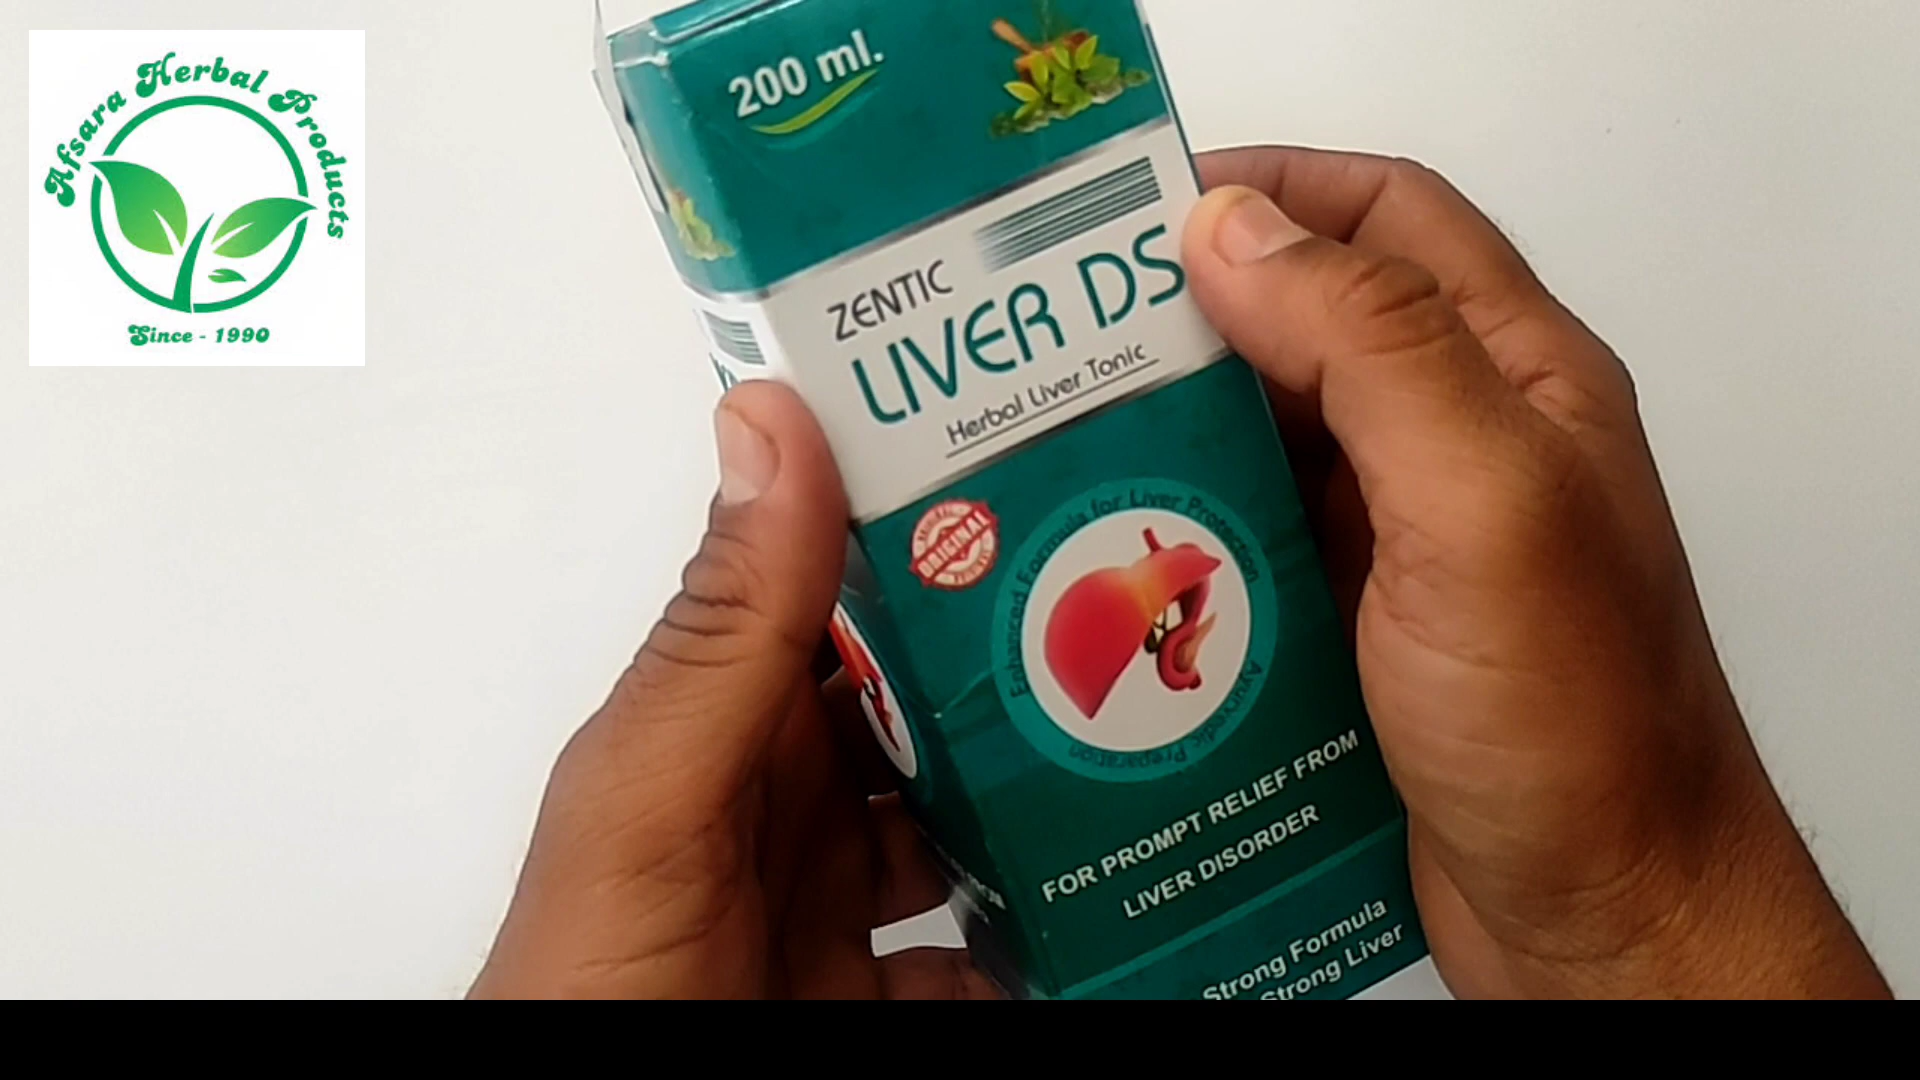 Afsara Herbal Products
Since - 1990
200 ml.
ZENTIC
LIVER DS
Herbal Liver Tonic
ORIGINAL
Enhanced Formula for Liver Protection
Ayurvedic Preparation
FOR PROMPT RELIEF FROM
LIVER DISORDER
Strong Formula
Strong Liver